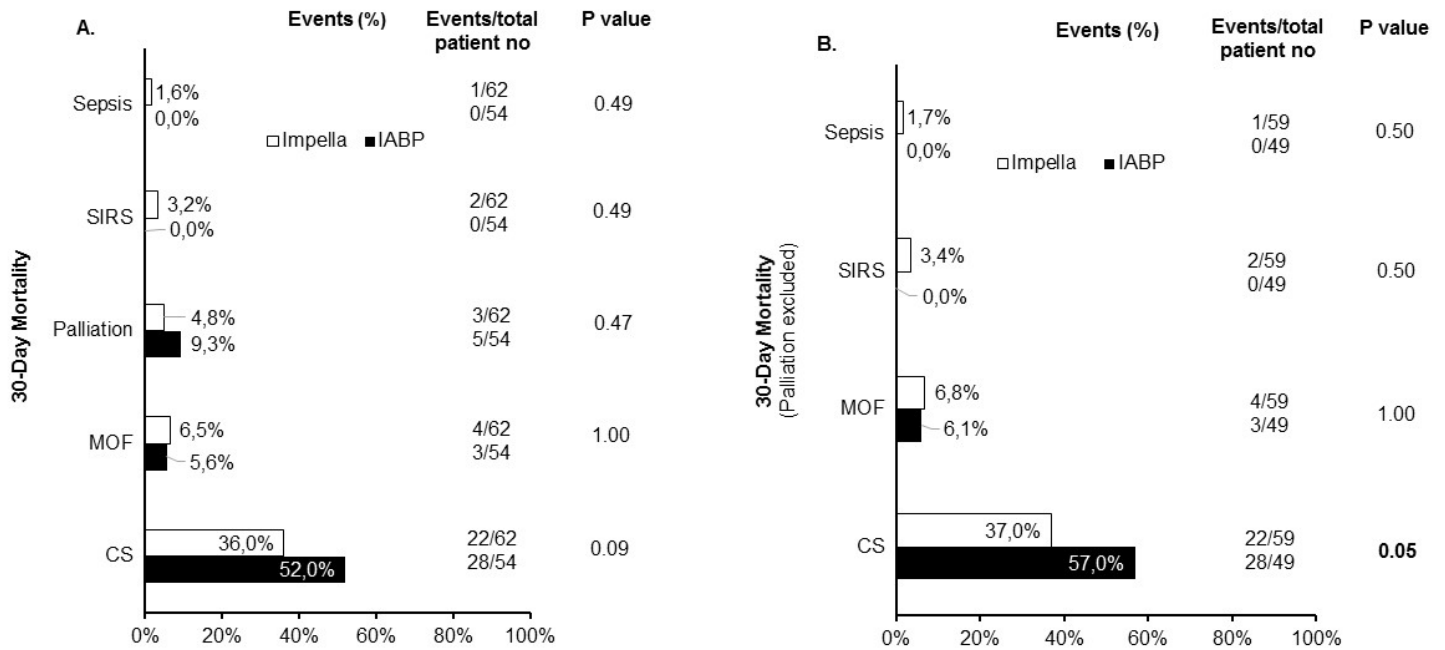 A.
Events (%)
Events/total
patient no
P value
30-Day Mortality
Sepsis
1,6%
0,0%
1/62
0/54
0.49
Impella
IABP
SIRS
3,2%
0,0%
2/62
0/54
0.49
Palliation
4,8%
9,3%
3/62
5/54
0.47
MOF
6,5%
5,6%
4/62
3/54
1.00
CS
36,0%
52,0%
22/62
28/54
0.09
0% 20% 40% 60% 80% 100%
B.
Events (%)
Events/total
patient no
P value
30-Day Mortality
(Palliation excluded)
Sepsis
1,7%
0,0%
1/59
0/49
0.50
Impella
IABP
SIRS
3,4%
0,0%
2/59
0/49
0.50
MOF
6,8%
6,1%
4/59
3/49
1.00
CS
37,0%
57,0%
22/59
28/49
0.05
0% 20% 40% 60% 80% 100%